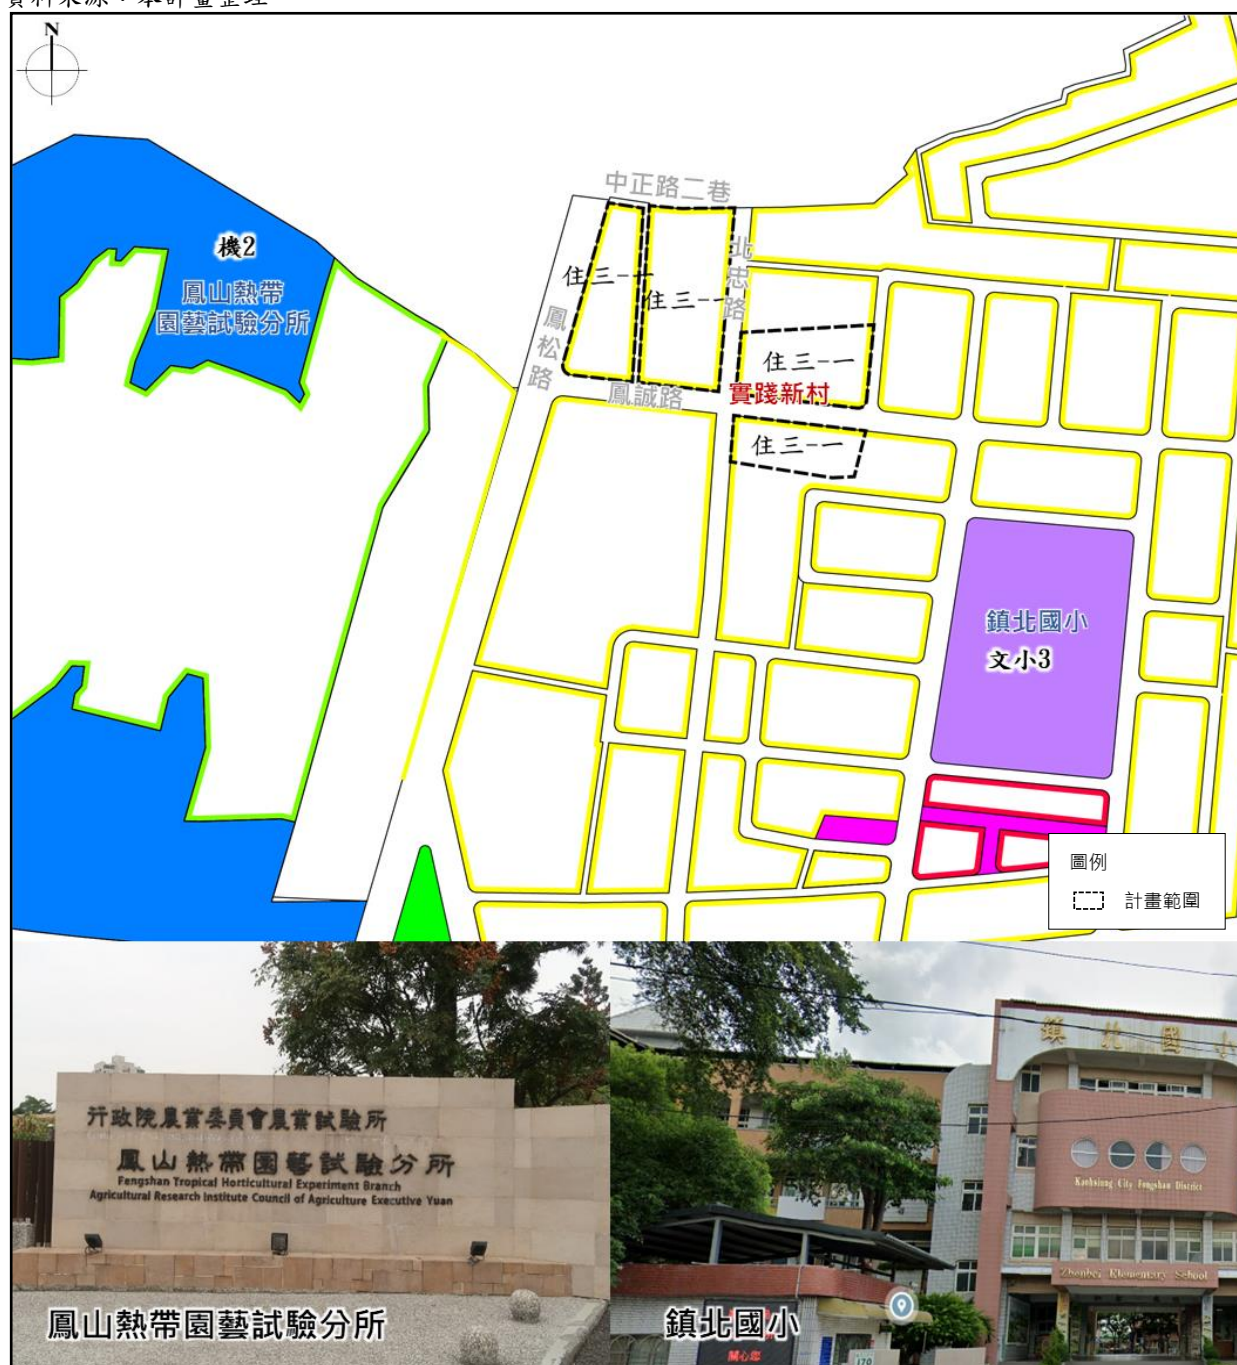 資料來源：本計畫整理
N
中正路二巷
機2
鳳山熱帶
園藝試驗分所
住三-一
住三-一
北忠路
鳳松路
住三-一
實踐新村
鳳誠路
住三-一
鎮北國小
文小3
圖例
計畫範圍
行政院農業委員會農業試驗所
鳳山熱帶園藝試驗分所
Fengshan Tropical Horticultural Experiment Branch
Agricultural Research Institute Council of Agriculture Executive Yuan
鳳山熱帶園藝試驗分所
鎮北國小
Kaohsiung City Fongshan District
Zhenbei Elementary School
關心您
170
鎮北國小